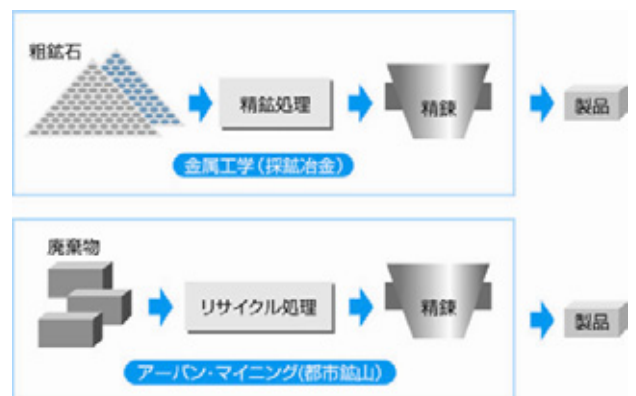 粗鉱石
精鉱処理
精錬
製品
金属工学(採鉱冶金)
廃棄物
リサイクル処理
精錬
製品
アーバン・マイニング(都市鉱山)